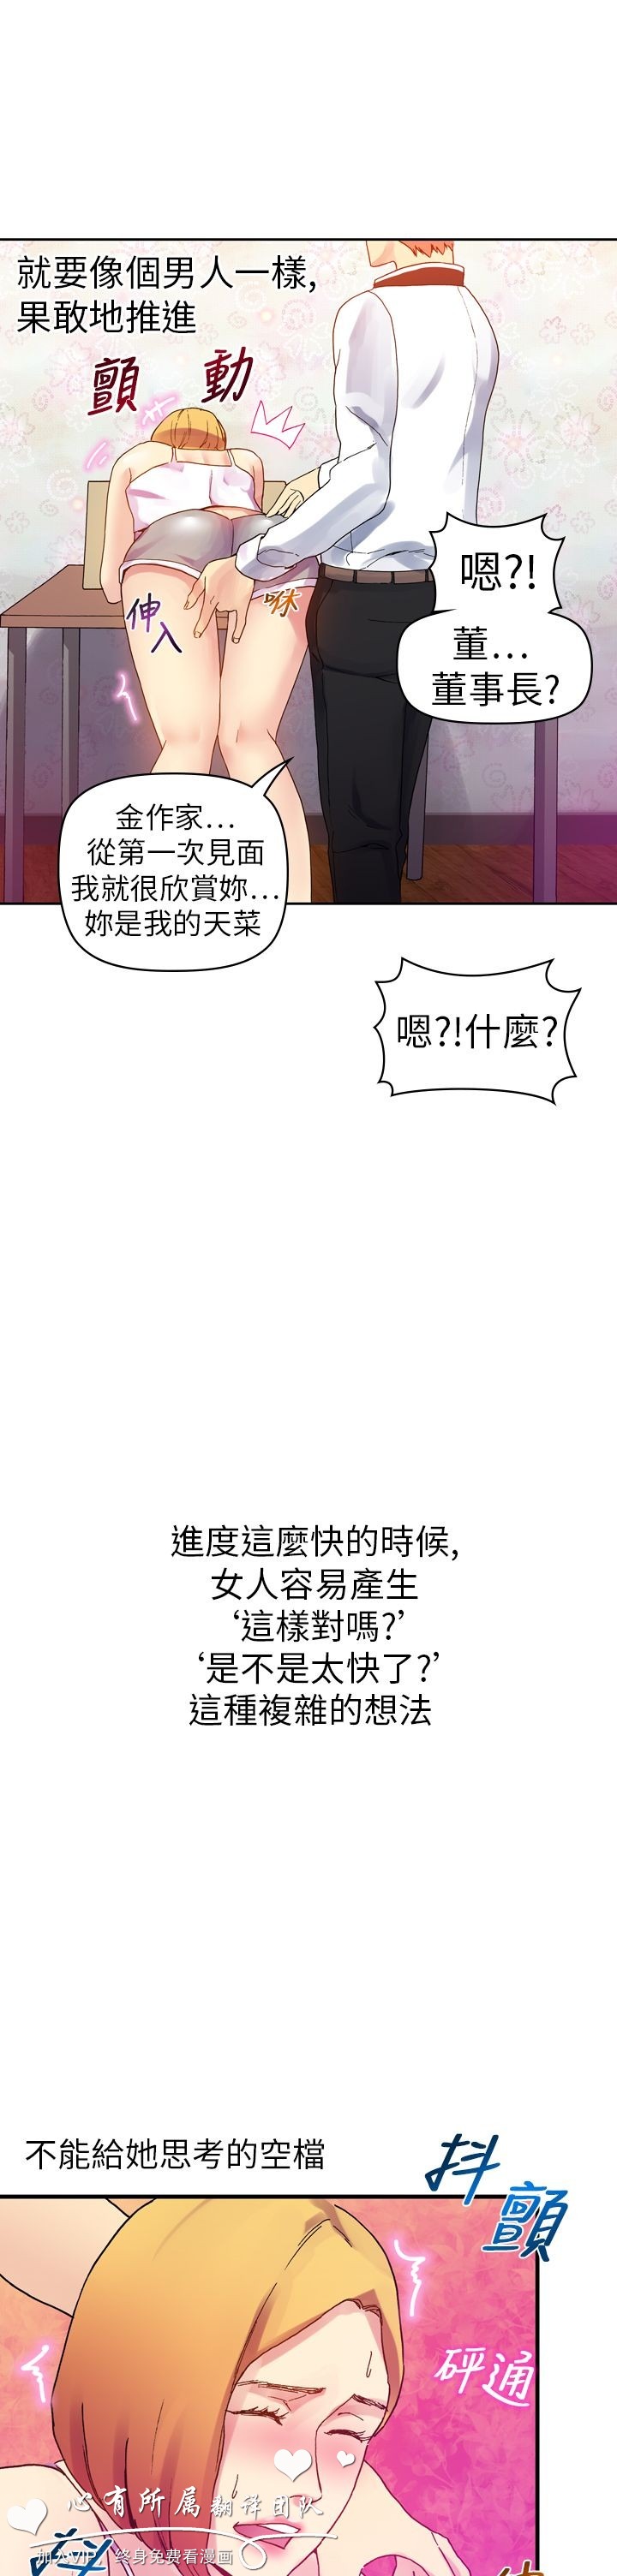 就要像個男人一樣,
果敢地推進
顫動
伸入
咻
嗯?!
董...
董事長?
金作家...
從第一次見面
我就很欣賞妳...
妳是我的天菜
嗯?!什麼?
進度這麼快的時候,
女人容易產生
‘這樣對嗎?’
‘是不是太快了?’
這種複雜的想法
不能給她思考的空檔
抖顫
砰通
心有所属翻译团队
加入VIP 终身免费看漫画